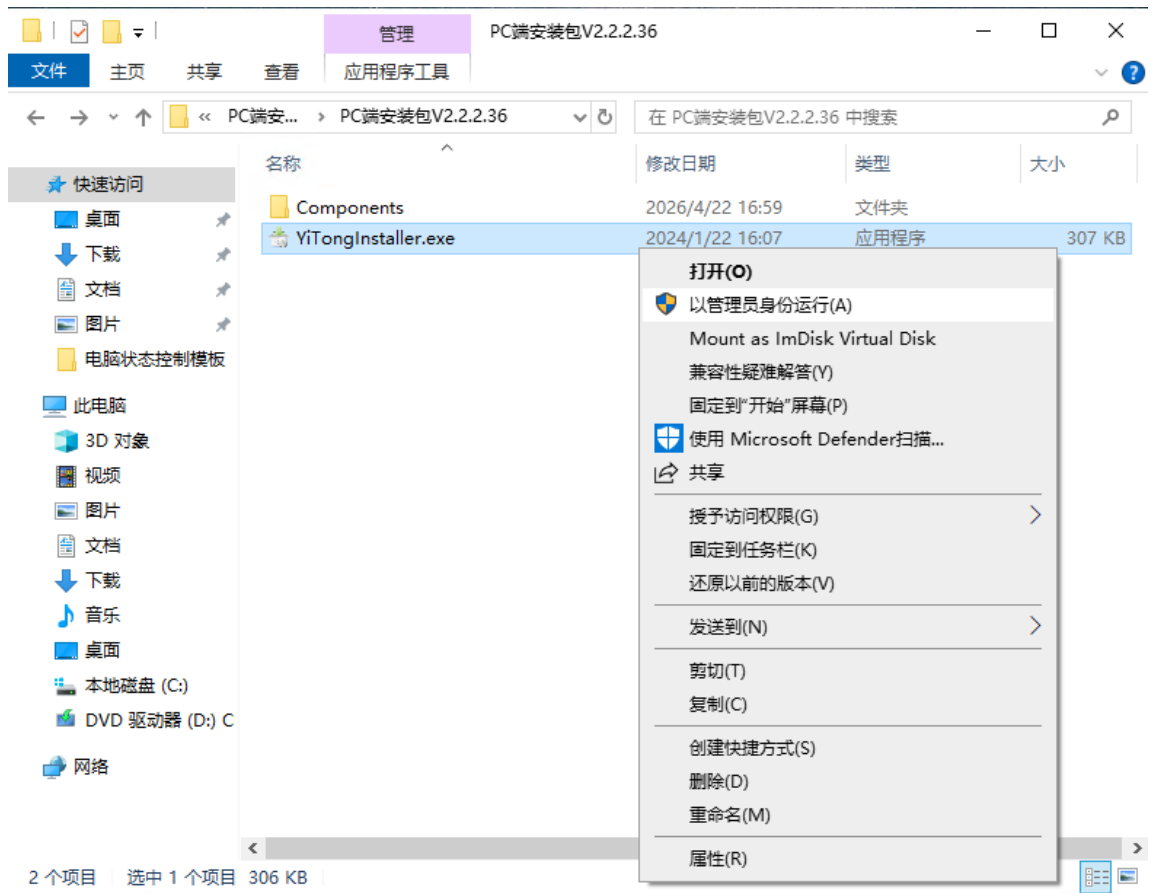 管理
PC端安装包V2.2.2.36
文件
主页
共享
查看
应用程序工具
?
« PC端安... › PC端安装包V2.2.2.36
在 PC端安装包V2.2.2.36 中搜索
名称
修改日期
类型
大小
快速访问
桌面
下载
文档
图片
电脑状态控制模板
此电脑
3D 对象
视频
图片
文档
下载
音乐
桌面
本地磁盘 (C:)
DVD 驱动器 (D:) C
网络
Components 2026/4/22 16:59 文件夹
YiTongInstaller.exe 2024/1/22 16:07 应用程序 307 KB
打开(O)
以管理员身份运行(A)
Mount as ImDisk Virtual Disk
兼容性疑难解答(Y)
固定到"开始"屏幕(P)
使用 Microsoft Defender扫描...
共享
授予访问权限(G)
固定到任务栏(K)
还原以前的版本(V)
发送到(N)
剪切(T)
复制(C)
创建快捷方式(S)
删除(D)
重命名(M)
属性(R)
2 个项目
选中 1 个项目 306 KB